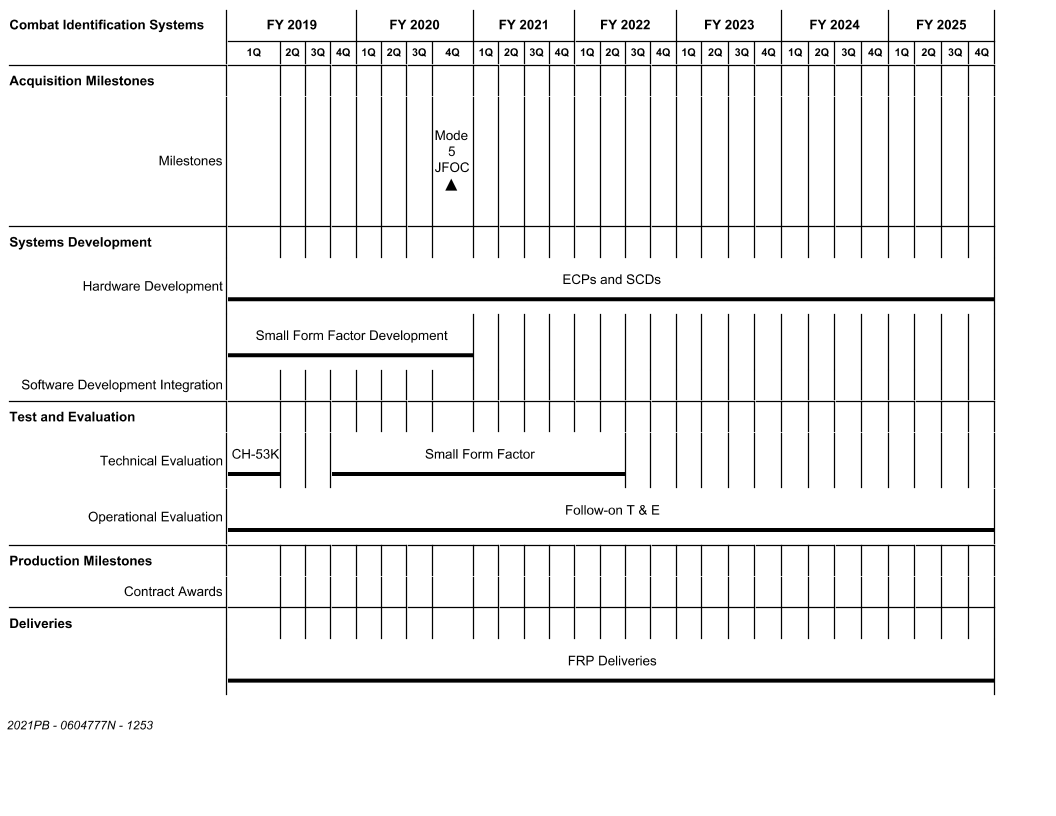 Combat Identification Systems FY 2019 FY 2020 FY 2021 FY 2022 FY 2023 FY 2024 FY 2025
1Q 2Q 3Q 4Q 1Q 2Q 3Q 4Q 1Q 2Q 3Q 4Q 1Q 2Q 3Q 4Q 1Q 2Q 3Q 4Q 1Q 2Q 3Q 4Q 1Q 2Q 3Q 4Q
Acquisition Milestones
Mode
5
Milestones JFOC
Systems Development
ECPs and SCDs
Hardware Development
Small Form Factor Development
Software Development Integration
Test and Evaluation
Technical Evaluation CH-53K Small Form Factor
Operational Evaluation Follow-on T & E
Production Milestones
Contract Awards
Deliveries
FRP Deliveries
2021PB - 0604777N - 1253